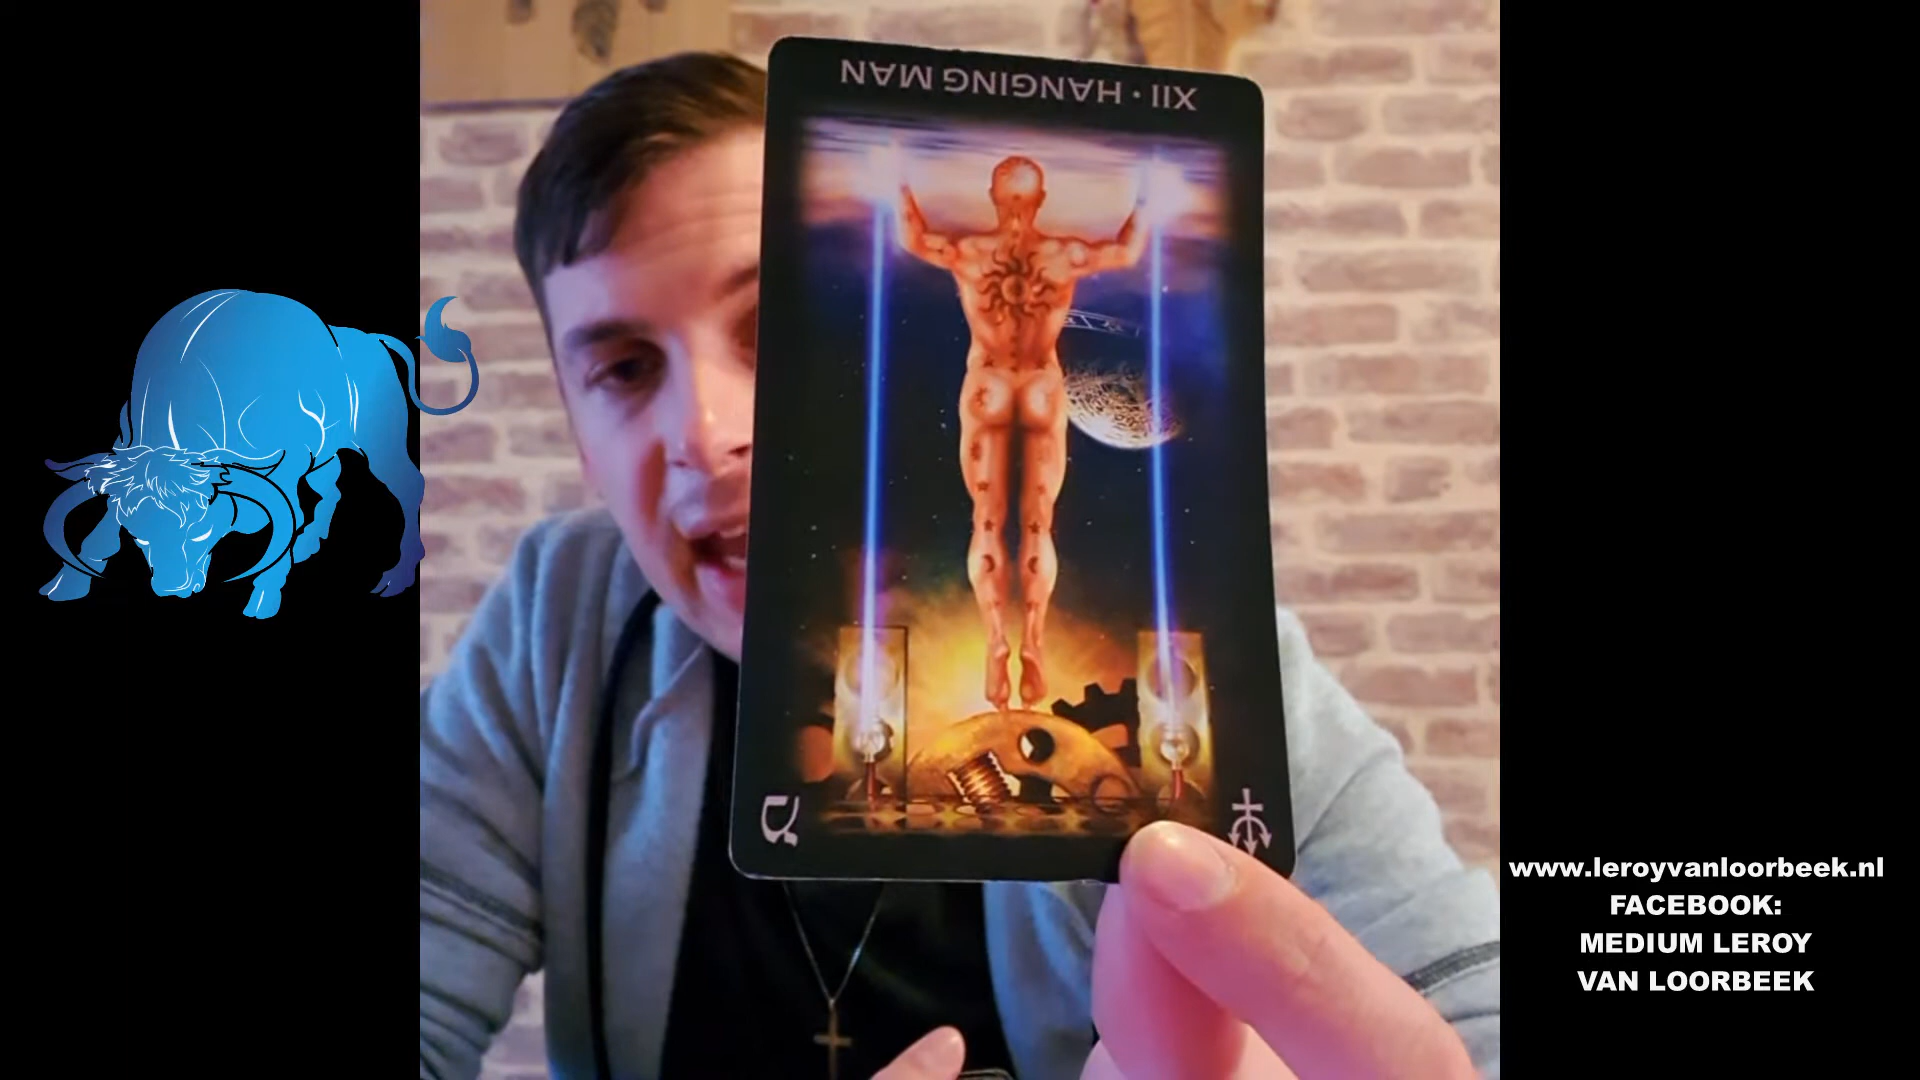 XII · HANGING MAN
www.leroyvanloorbeek.nl
FACEBOOK:
MEDIUM LEROY
VAN LOORBEEK